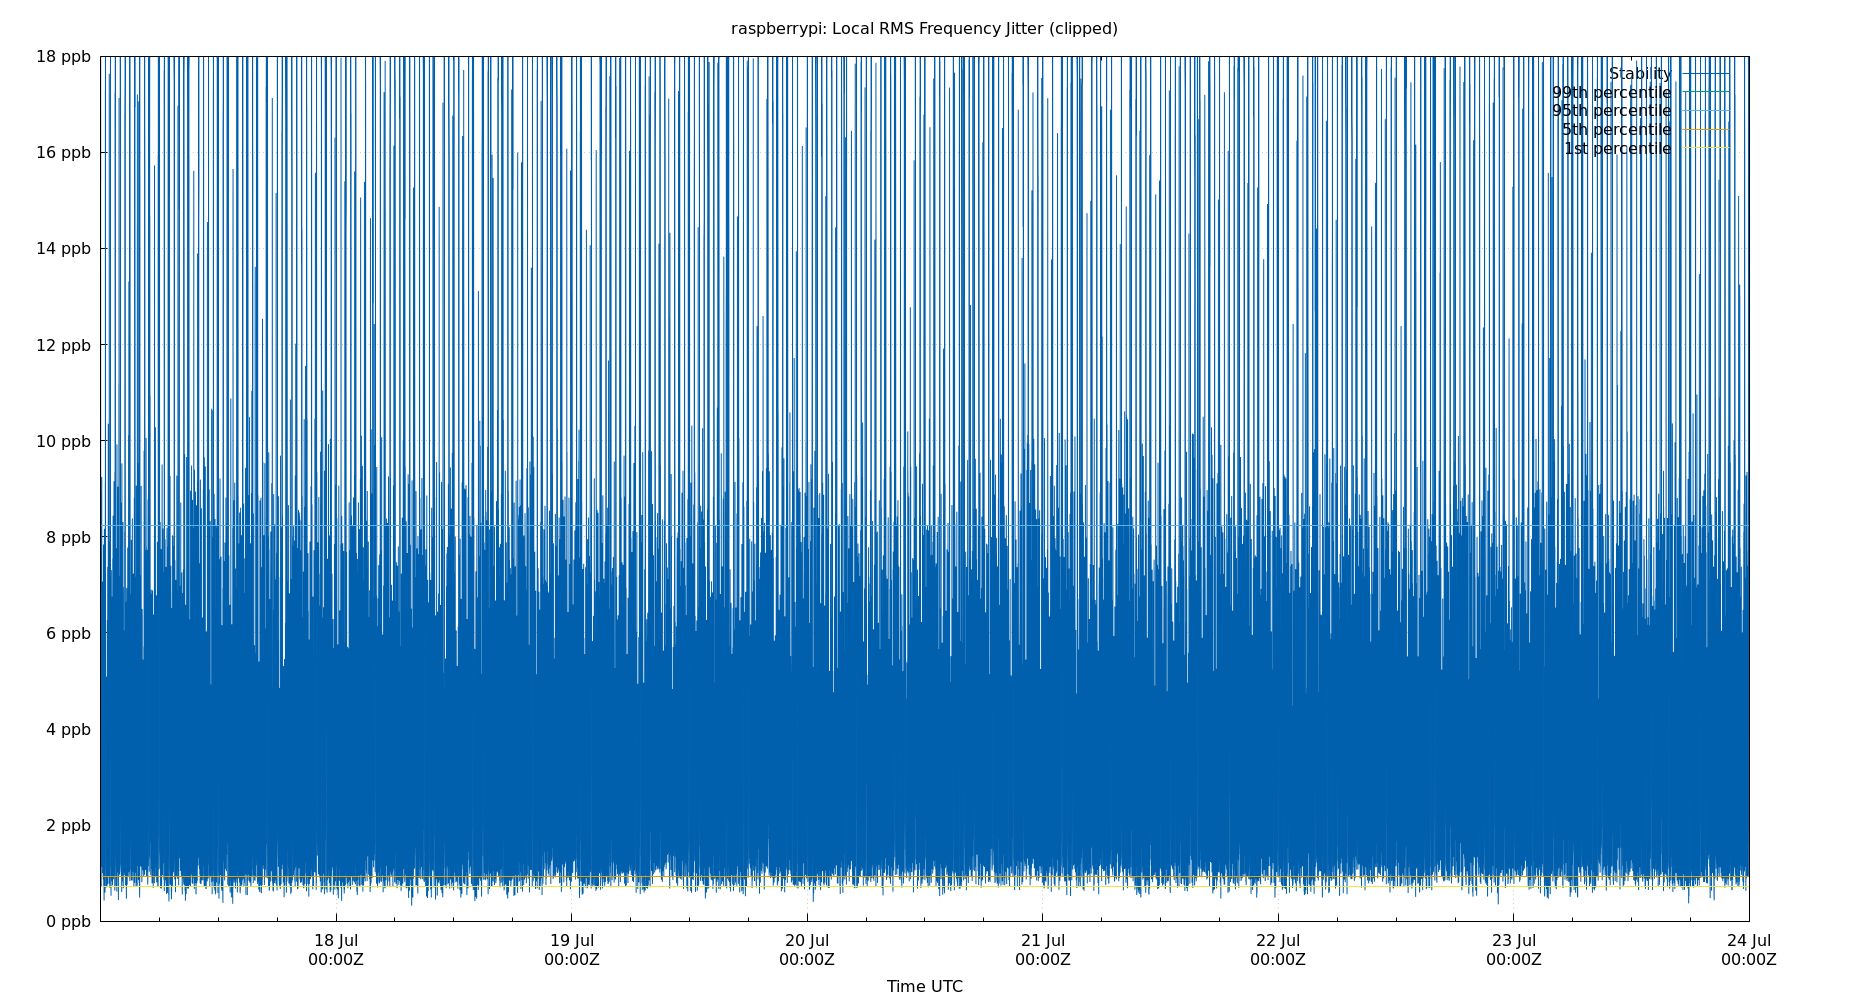 raspberrypi: Local RMS Frequency Jitter (clipped)
18 ppb
16 ppb
14 ppb
12 ppb
10 ppb
8 ppb
6 ppb
4 ppb
2 ppb
0 ppb
Stability
99th percentile
95th percentile
5th percentile
1st percentile
18 Jul 19 Jul 20 Jul 21 Jul 22 Jul 23 Jul 24 Jul
00:00Z 00:00Z 00:00Z 00:00Z 00:00Z 00:00Z 00:00Z
Time UTC